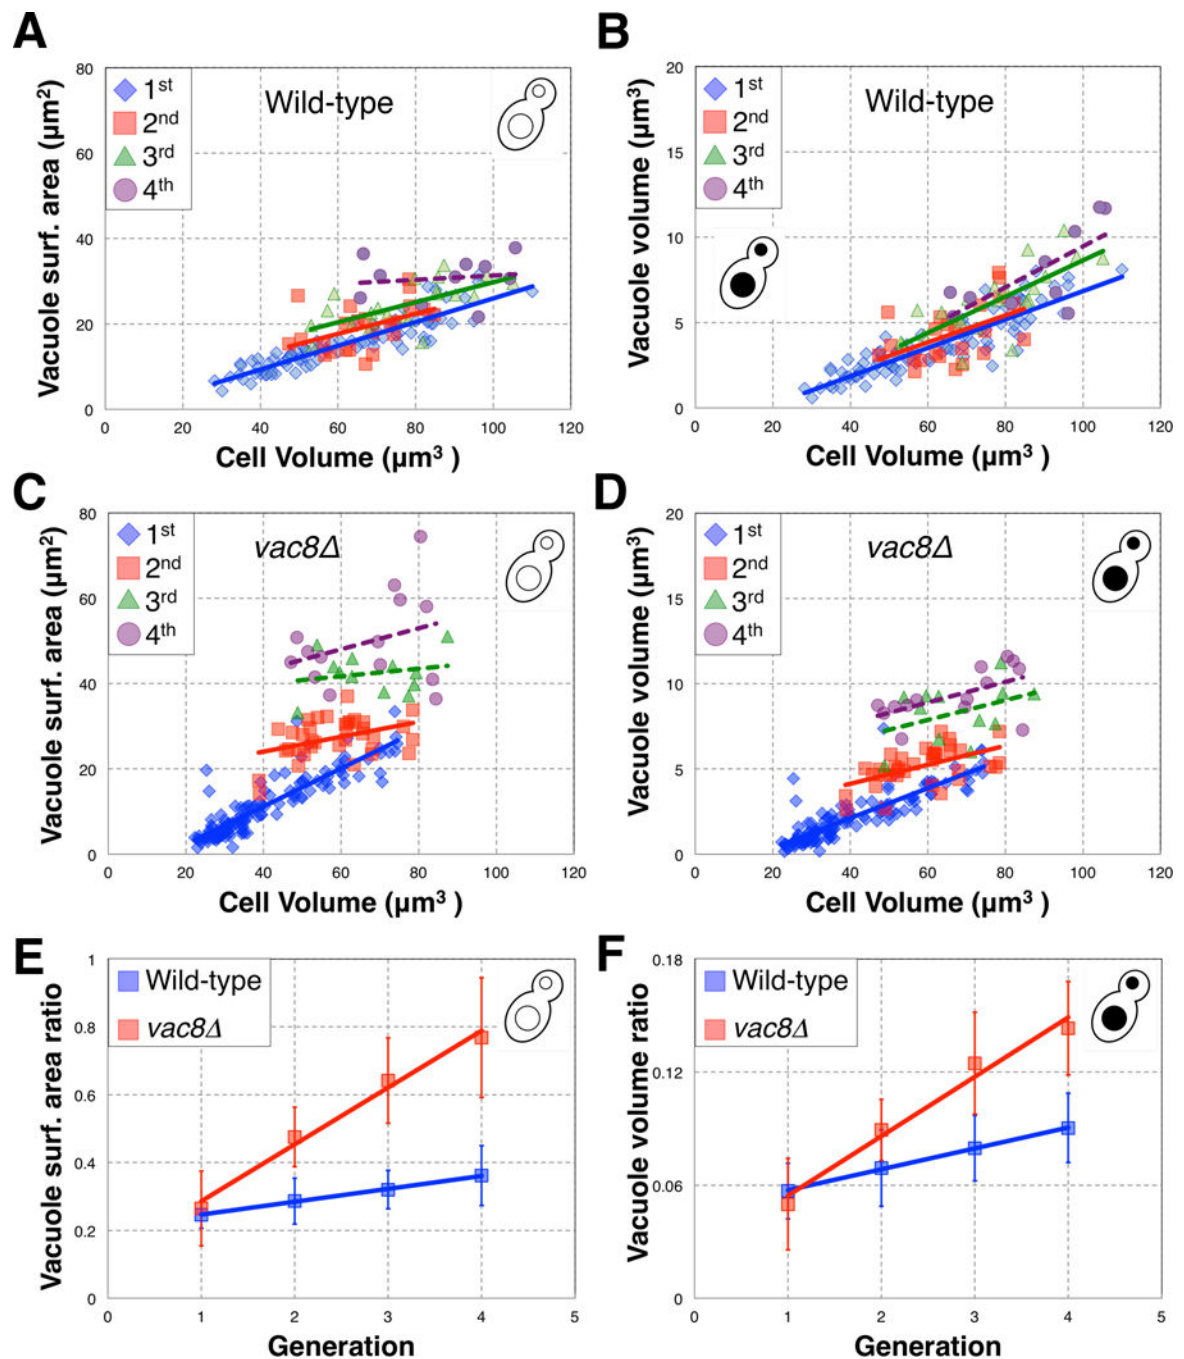 A
Vacuole surf. area (µm²)
80
60
40
20
0
1st
2nd
3rd
4th
Wild-type
0 20 40 60 80 100 120
Cell Volume (µm³ )
B
Vacuole volume (µm³)
20
15
10
5
0
1st
2nd
3rd
4th
Wild-type
0 20 40 60 80 100 120
Cell Volume (µm³ )
C
Vacuole surf. area (µm²)
80
60
40
20
0
1st
2nd
3rd
4th
vac8Δ
0 20 40 60 80 100 120
Cell Volume (µm³ )
D
Vacuole volume (µm³)
20
15
10
5
0
1st
2nd
3rd
4th
vac8Δ
0 20 40 60 80 100 120
Cell Volume (µm³ )
E
Vacuole surf. area ratio
1
0.8
0.6
0.4
0.2
0
Wild-type
vac8Δ
0 1 2 3 4 5
Generation
F
Vacuole volume ratio
0.18
0.12
0.06
0
Wild-type
vac8Δ
0 1 2 3 4 5
Generation